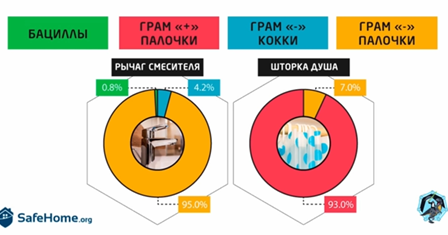 БАЦИЛЛЫ
ГРАМ «+»
ПАЛОЧКИ
ГРАМ «-»
КОККИ
ГРАМ «-»
ПАЛОЧКИ
РЫЧАГ СМЕСИТЕЛЯ
ШТОРКА ДУША
0.8%
4.2%
7.0%
95.0%
93.0%
SafeHome.org